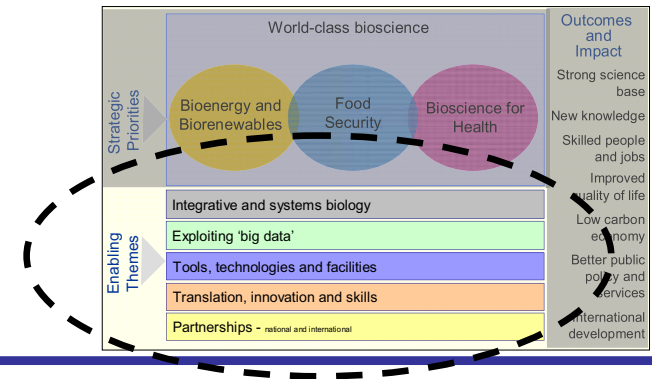 World-class bioscience
Strategic
Priorities
Bioenergy and
Biorenewables
Food
Security
Bioscience for
Health
Enabling
Themes
Integrative and systems biology
Exploiting ‘big data’
Tools, technologies and facilities
Translation, innovation and skills
Partnerships - national and international
Outcomes
and
Impact
Strong science
base
New knowledge
Skilled people
and jobs
Improved
quality of life
Low carbon
economy
Better public
policy and
services
International
development